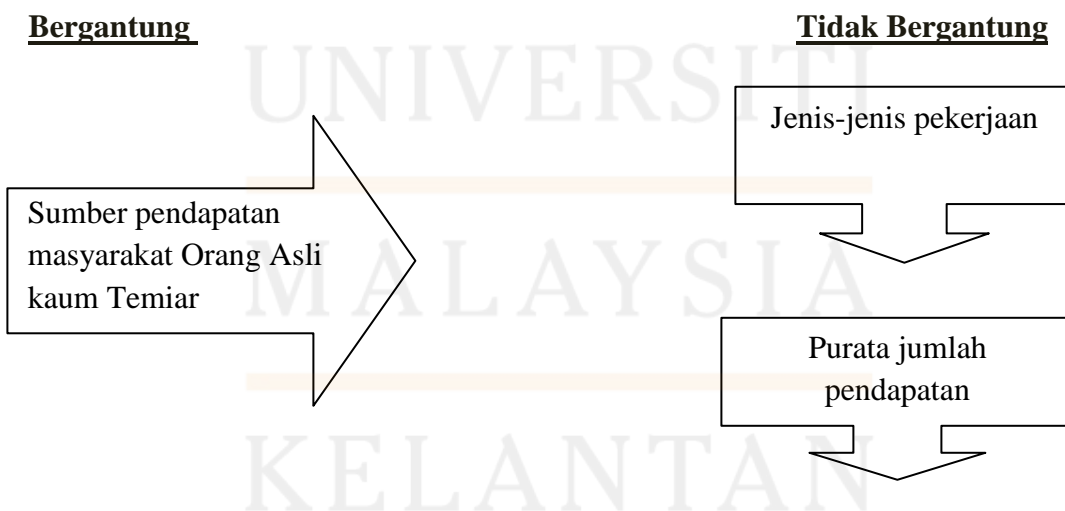 Bergantung
Tidak Bergantung
Jenis-jenis pekerjaan
Sumber pendapatan
masyarakat Orang Asli
kaum Temiar
Purata jumlah
pendapatan
UNIVERSITI
MALAYSIA
KELANTAN